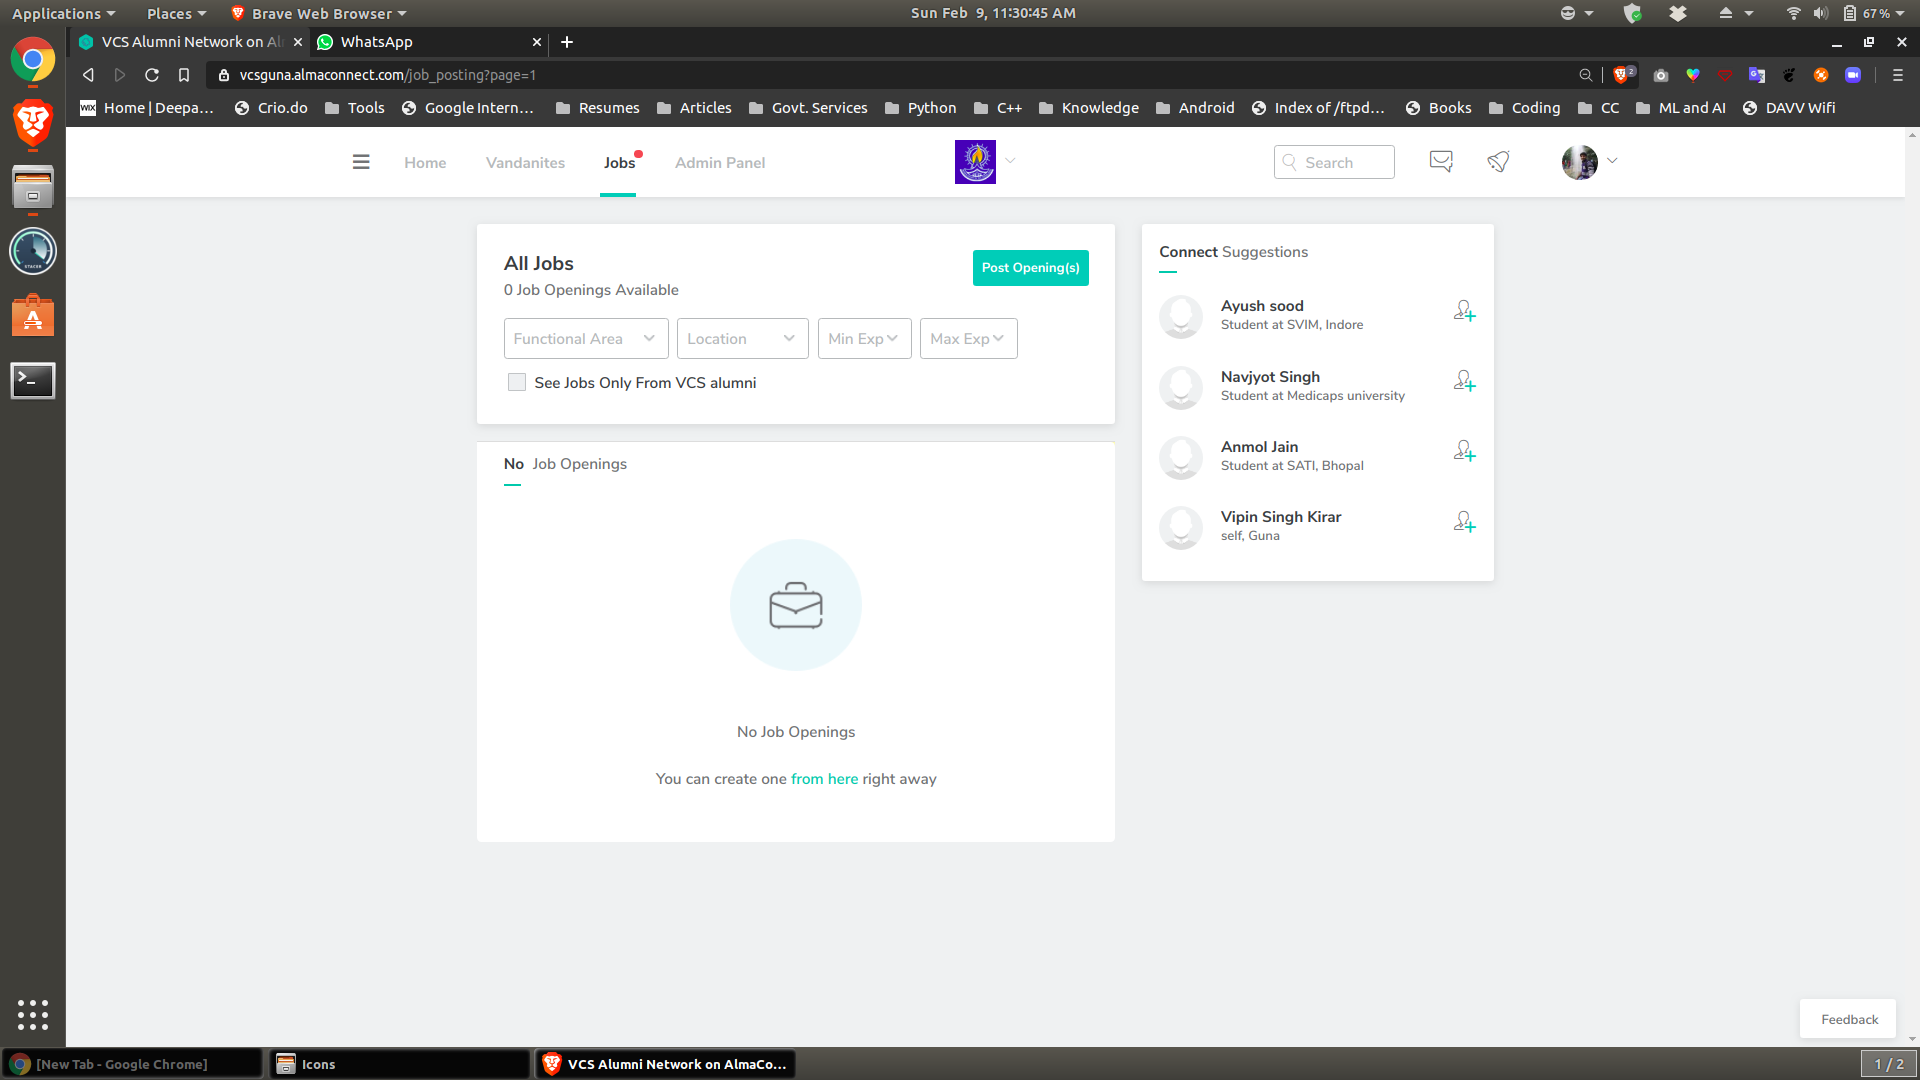 Applications Places Brave Web Browser Sun Feb 9, 11:30:45 AM 67 %
VCS Alumni Network on Al WhatsApp
vcsguna.almaconnect.com/job_posting?page=1 2
WIX Home | Deepa... Crio.do Tools Google Intern... Resumes Articles Govt. Services Python C++ Knowledge Android Index of /ftpd... Books Coding CC ML and AI DAVV Wifi
Home Vandanites Jobs Admin Panel Search
All Jobs
Post Opening(s)
0 Job Openings Available
Functional Area Location Min Exp Max Exp
See Jobs Only From VCS alumni
No Job Openings
No Job Openings
You can create one from here right away
Connect Suggestions
Ayush sood
Student at SVIM, Indore
Navjyot Singh
Student at Medicaps university
Anmol Jain
Student at SATI, Bhopal
Vipin Singh Kirar
self, Guna
Feedback
STACER
[New Tab - Google Chrome] Icons VCS Alumni Network on AlmaCo... 1 / 2